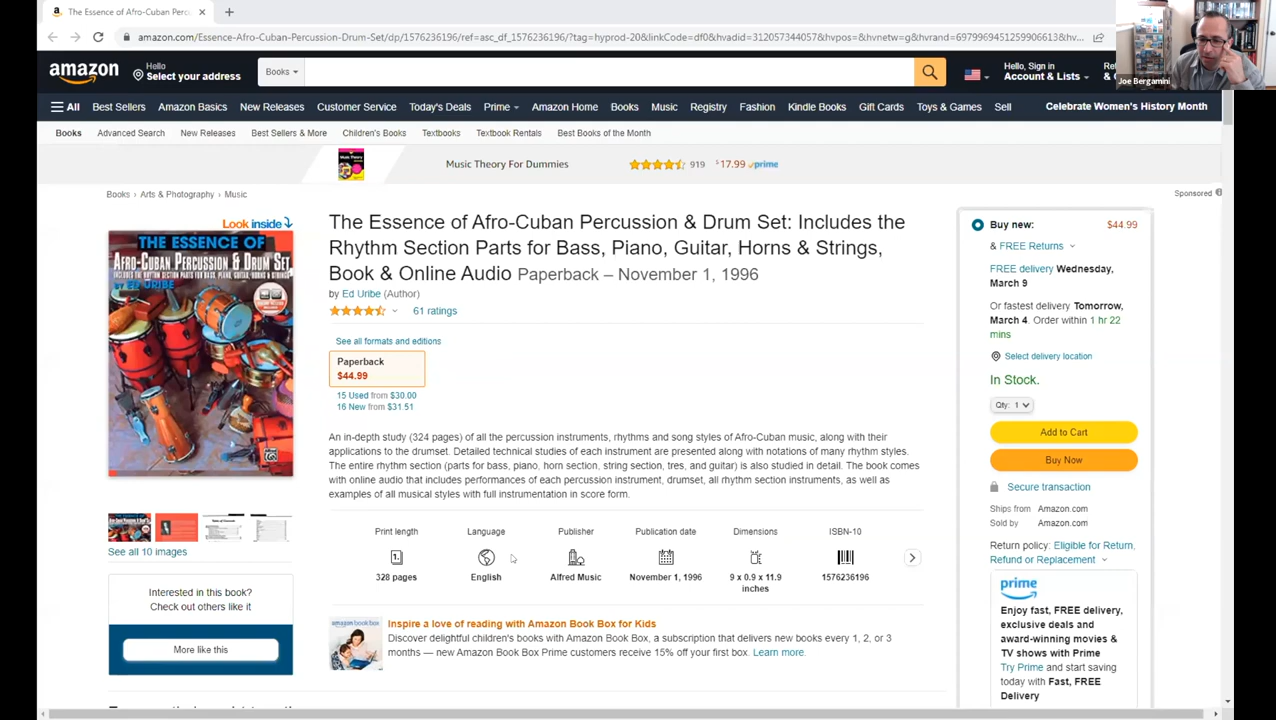 The Essence of Afro-Cuban Perc
amazon.com/Essence-Afro-Cuban-Percussion-Drum-Set/dp/1576236196/ref=asc_df_1576236196/?tag=hyprod-20&linkCode=df0&hvadid=312057344057&hvpos=&hvnetw=g&hvrand=6979969451259906613&hv...
Joe Bergamini
amazon
Hello
Select your address
Books
Hello, Sign in
Account & Lists
All
Best Sellers
Amazon Basics
New Releases
Customer Service
Today's Deals
Prime
Amazon Home
Books
Music
Registry
Fashion
Kindle Books
Gift Cards
Toys & Games
Sell
Celebrate Women's History Month
Books
Advanced Search
New Releases
Best Sellers & More
Children's Books
Textbooks
Textbook Rentals
Best Books of the Month
Music Theory For Dummies
919
$17.99 prime
Sponsored
Books › Arts & Photography › Music
Look inside
THE ESSENCE OF
AFRO-CUBAN PERCUSSION & DRUM SET
INCLUDES THE RHYTHM SECTION PARTS FOR BASS, PIANO, GUITAR, HORNS & STRINGS
BY ED URIBE
See all 10 images
Interested in this book?
Check out others like it
More like this
The Essence of Afro-Cuban Percussion & Drum Set: Includes the
Rhythm Section Parts for Bass, Piano, Guitar, Horns & Strings,
Book & Online Audio Paperback – November 1, 1996
by Ed Uribe (Author)
61 ratings
See all formats and editions
Paperback
$44.99
15 Used from $30.00
16 New from $31.51
An in-depth study (324 pages) of all the percussion instruments, rhythms and song styles of Afro-Cuban music, along with their
applications to the drumset. Detailed technical studies of each instrument are presented along with notations of many rhythm styles.
The entire rhythm section (parts for bass, piano, horn section, string section, tres, and guitar) is also studied in detail. The book comes
with online audio that includes performances of each percussion instrument, drumset, all rhythm section instruments, as well as
examples of all musical styles with full instrumentation in score form.
Print length
328 pages
Language
English
Publisher
Alfred Music
Publication date
November 1, 1996
Dimensions
9 x 0.9 x 11.9
inches
ISBN-10
1576236196
amazon book box
Inspire a love of reading with Amazon Book Box for Kids
Discover delightful children's books with Amazon Book Box, a subscription that delivers new books every 1, 2, or 3
months — new Amazon Book Box Prime customers receive 15% off your first box. Learn more.
Buy new:
$44.99
& FREE Returns
FREE delivery Wednesday,
March 9
Or fastest delivery Tomorrow,
March 4. Order within 1 hr 22
mins
Select delivery location
In Stock.
Qty: 1
Add to Cart
Buy Now
Secure transaction
Ships from Amazon.com
Sold by Amazon.com
Return policy: Eligible for Return,
Refund or Replacement
prime
Enjoy fast, FREE delivery,
exclusive deals and
award-winning movies &
TV shows with Prime
Try Prime and start saving
today with Fast, FREE
Delivery